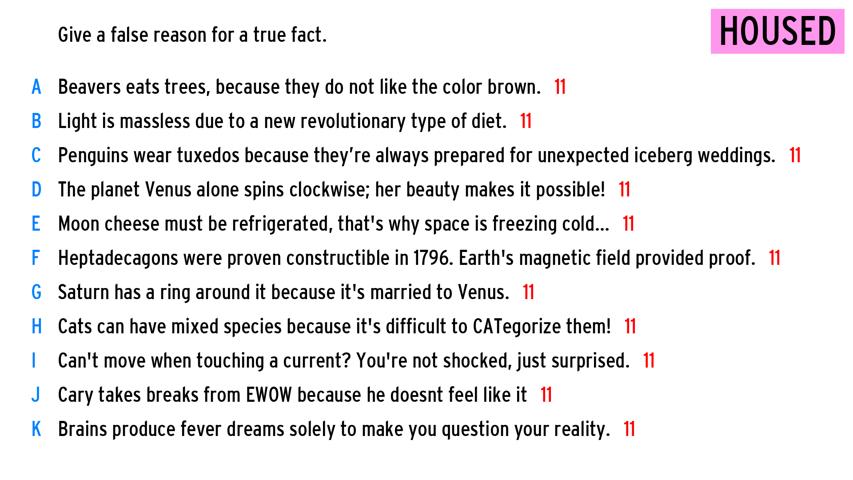 Give a false reason for a true fact.
HOUSED
A Beavers eats trees, because they do not like the color brown. 11
B Light is massless due to a new revolutionary type of diet. 11
C Penguins wear tuxedos because they’re always prepared for unexpected iceberg weddings. 11
D The planet Venus alone spins clockwise; her beauty makes it possible! 11
E Moon cheese must be refrigerated, that's why space is freezing cold... 11
F Heptadecagons were proven constructible in 1796. Earth's magnetic field provided proof. 11
G Saturn has a ring around it because it's married to Venus. 11
H Cats can have mixed species because it's difficult to CATegorize them! 11
I Can't move when touching a current? You're not shocked, just surprised. 11
J Cary takes breaks from EWOW because he doesnt feel like it 11
K Brains produce fever dreams solely to make you question your reality. 11